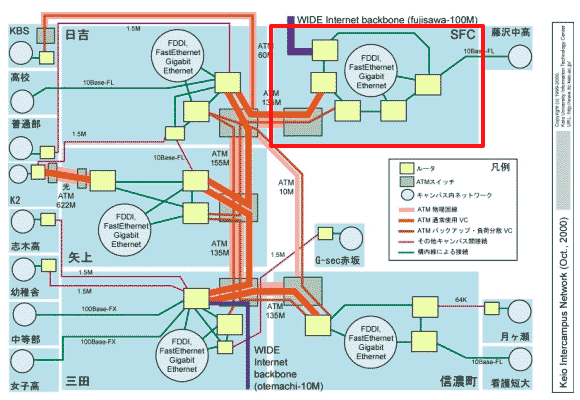 KBS
日吉
1.5M
FDDI,
FastEthernet
Gigabit
Ethernet
ATM
60M
WIDE Internet backbone (fujisawa-100M)
SFC
藤沢中高
10Base-FL
FDDI,
FastEthernet
Gigabit
Ethernet
高校
10Base-FL
ATM
135M
普通部
1.5M
10Base-FL
ATM
155M
光
ATM
622M
ATM
10M
K2
FDDI,
FastEthernet
Gigabit
Ethernet
矢上
志木高
1.5M
ATM
135M
1.5M
G-sec赤坂
凡例
ルータ
ATMスイッチ
キャンパス内ネットワーク
ATM 物理回線
ATM 通常使用 VC
ATM バックアップ・負荷分散 VC
その他キャンパス間接続
構内線による接続
幼稚舎
1.5M
100Base-FX
中等部
100Base-FX
女子高
三田
FDDI,
FastEthernet
Gigabit
Ethernet
ATM
135M
WIDE
Internet
backbone
(otemachi-10M)
FDDI,
FastEthernet
Gigabit
Ethernet
信濃町
64K
月ヶ瀬
10Base-FL
看護短大
Copyright (c) 1999-2000,
Keio University, Information Technology Center
URL: http://www.itc.keio.ac.jp/
Keio Intercampus Network (Oct., 2000)